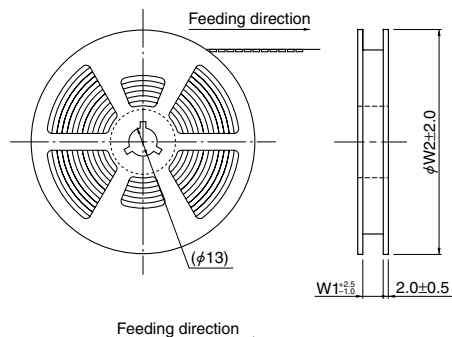 Feeding direction
ϕW2±2.0
(ϕ13)
W1+2.5 −1.0
2.0±0.5
Feeding direction